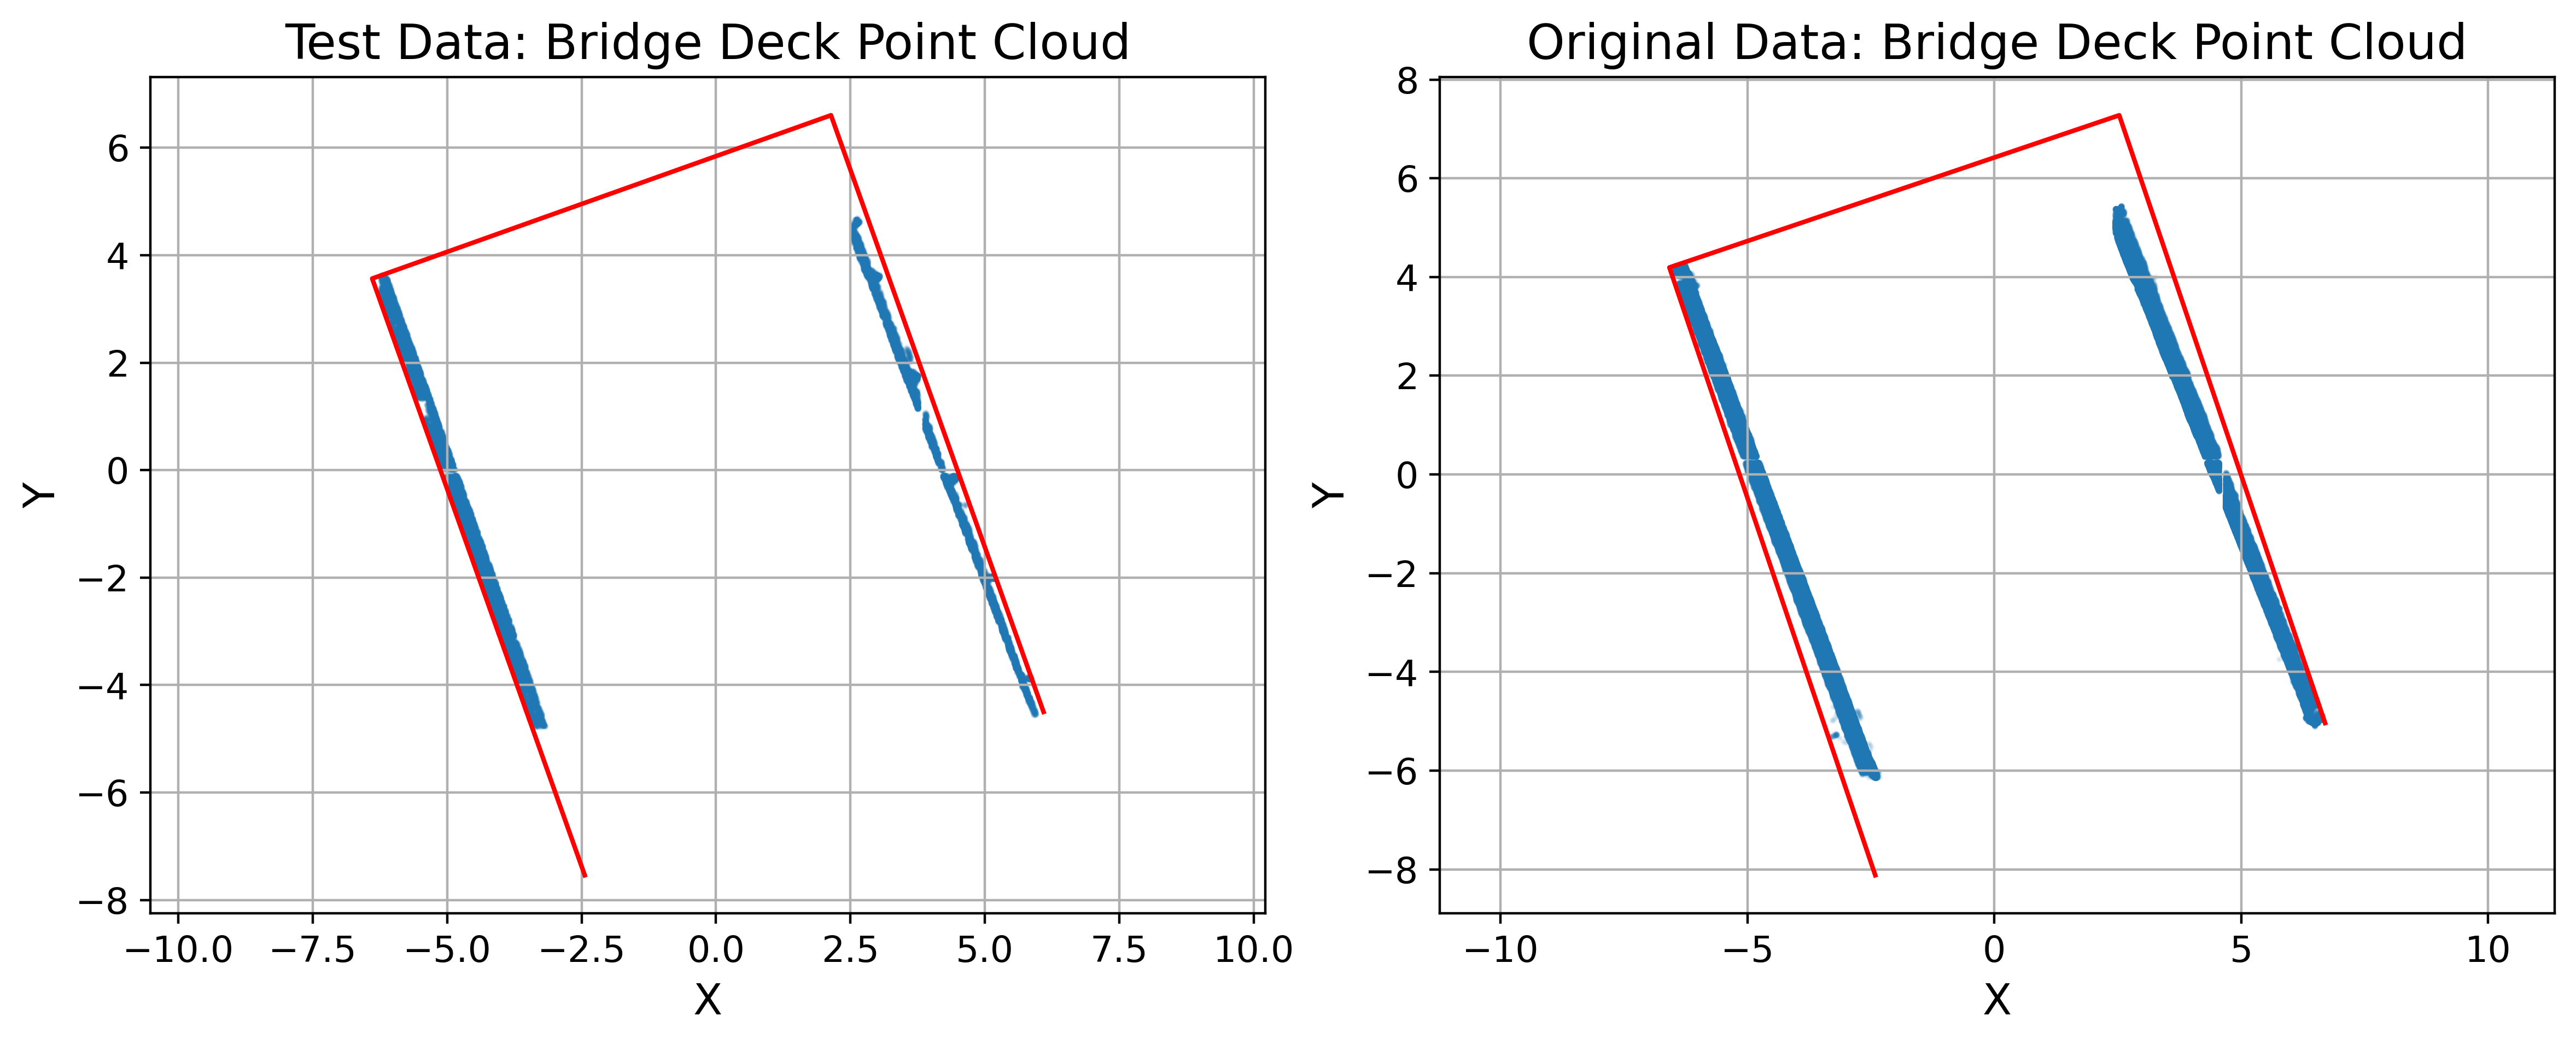 Test Data: Bridge Deck Point Cloud
6
4
2
0
−2
−4
−6
−8
Y
−10.0 −7.5 −5.0 −2.5 0.0 2.5 5.0 7.5 10.0
X
Original Data: Bridge Deck Point Cloud
8
6
4
2
0
−2
−4
−6
−8
Y
−10 −5 0 5 10
X